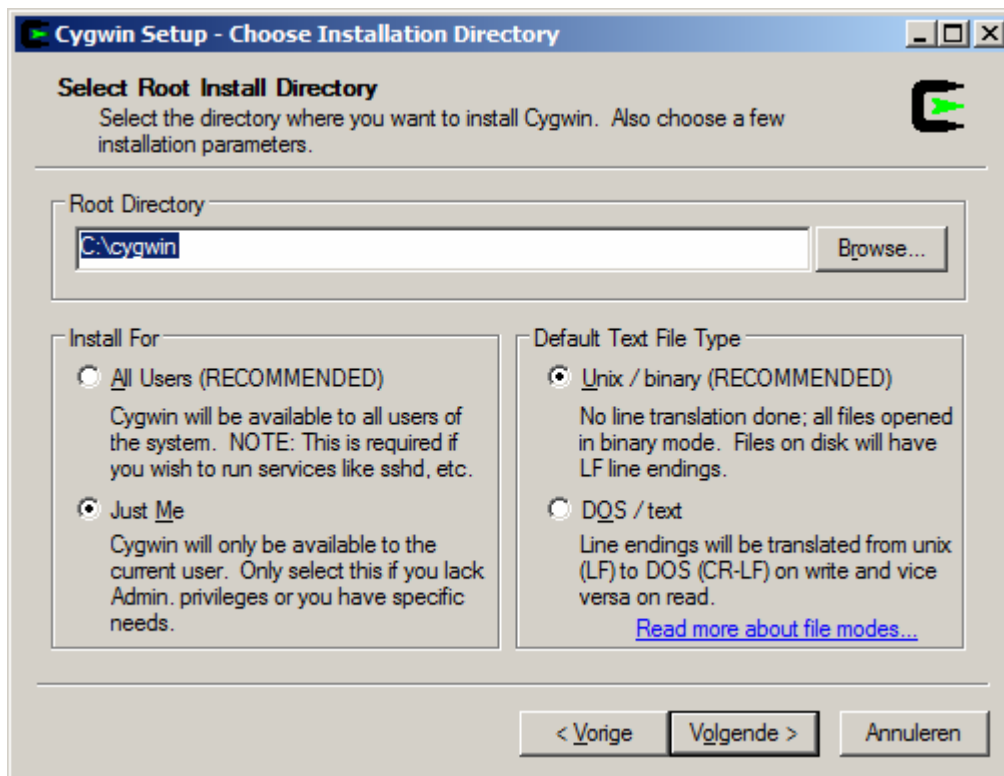 Cygwin Setup - Choose Installation Directory
Select Root Install Directory
Select the directory where you want to install Cygwin. Also choose a few
installation parameters.
Root Directory
C:\cygwin
Browse...
Install For
All Users (RECOMMENDED)
Cygwin will be available to all users of
the system. NOTE: This is required if
you wish to run services like sshd, etc.
Just Me
Cygwin will only be available to the
current user. Only select this if you lack
Admin. privileges or you have specific
needs.
Default Text File Type
Unix / binary (RECOMMENDED)
No line translation done; all files opened
in binary mode. Files on disk will have
LF line endings.
DOS / text
Line endings will be translated from unix
(LF) to DOS (CR-LF) on write and vice
versa on read.
Read more about file modes...
< Vorige
Volgende >
Annuleren